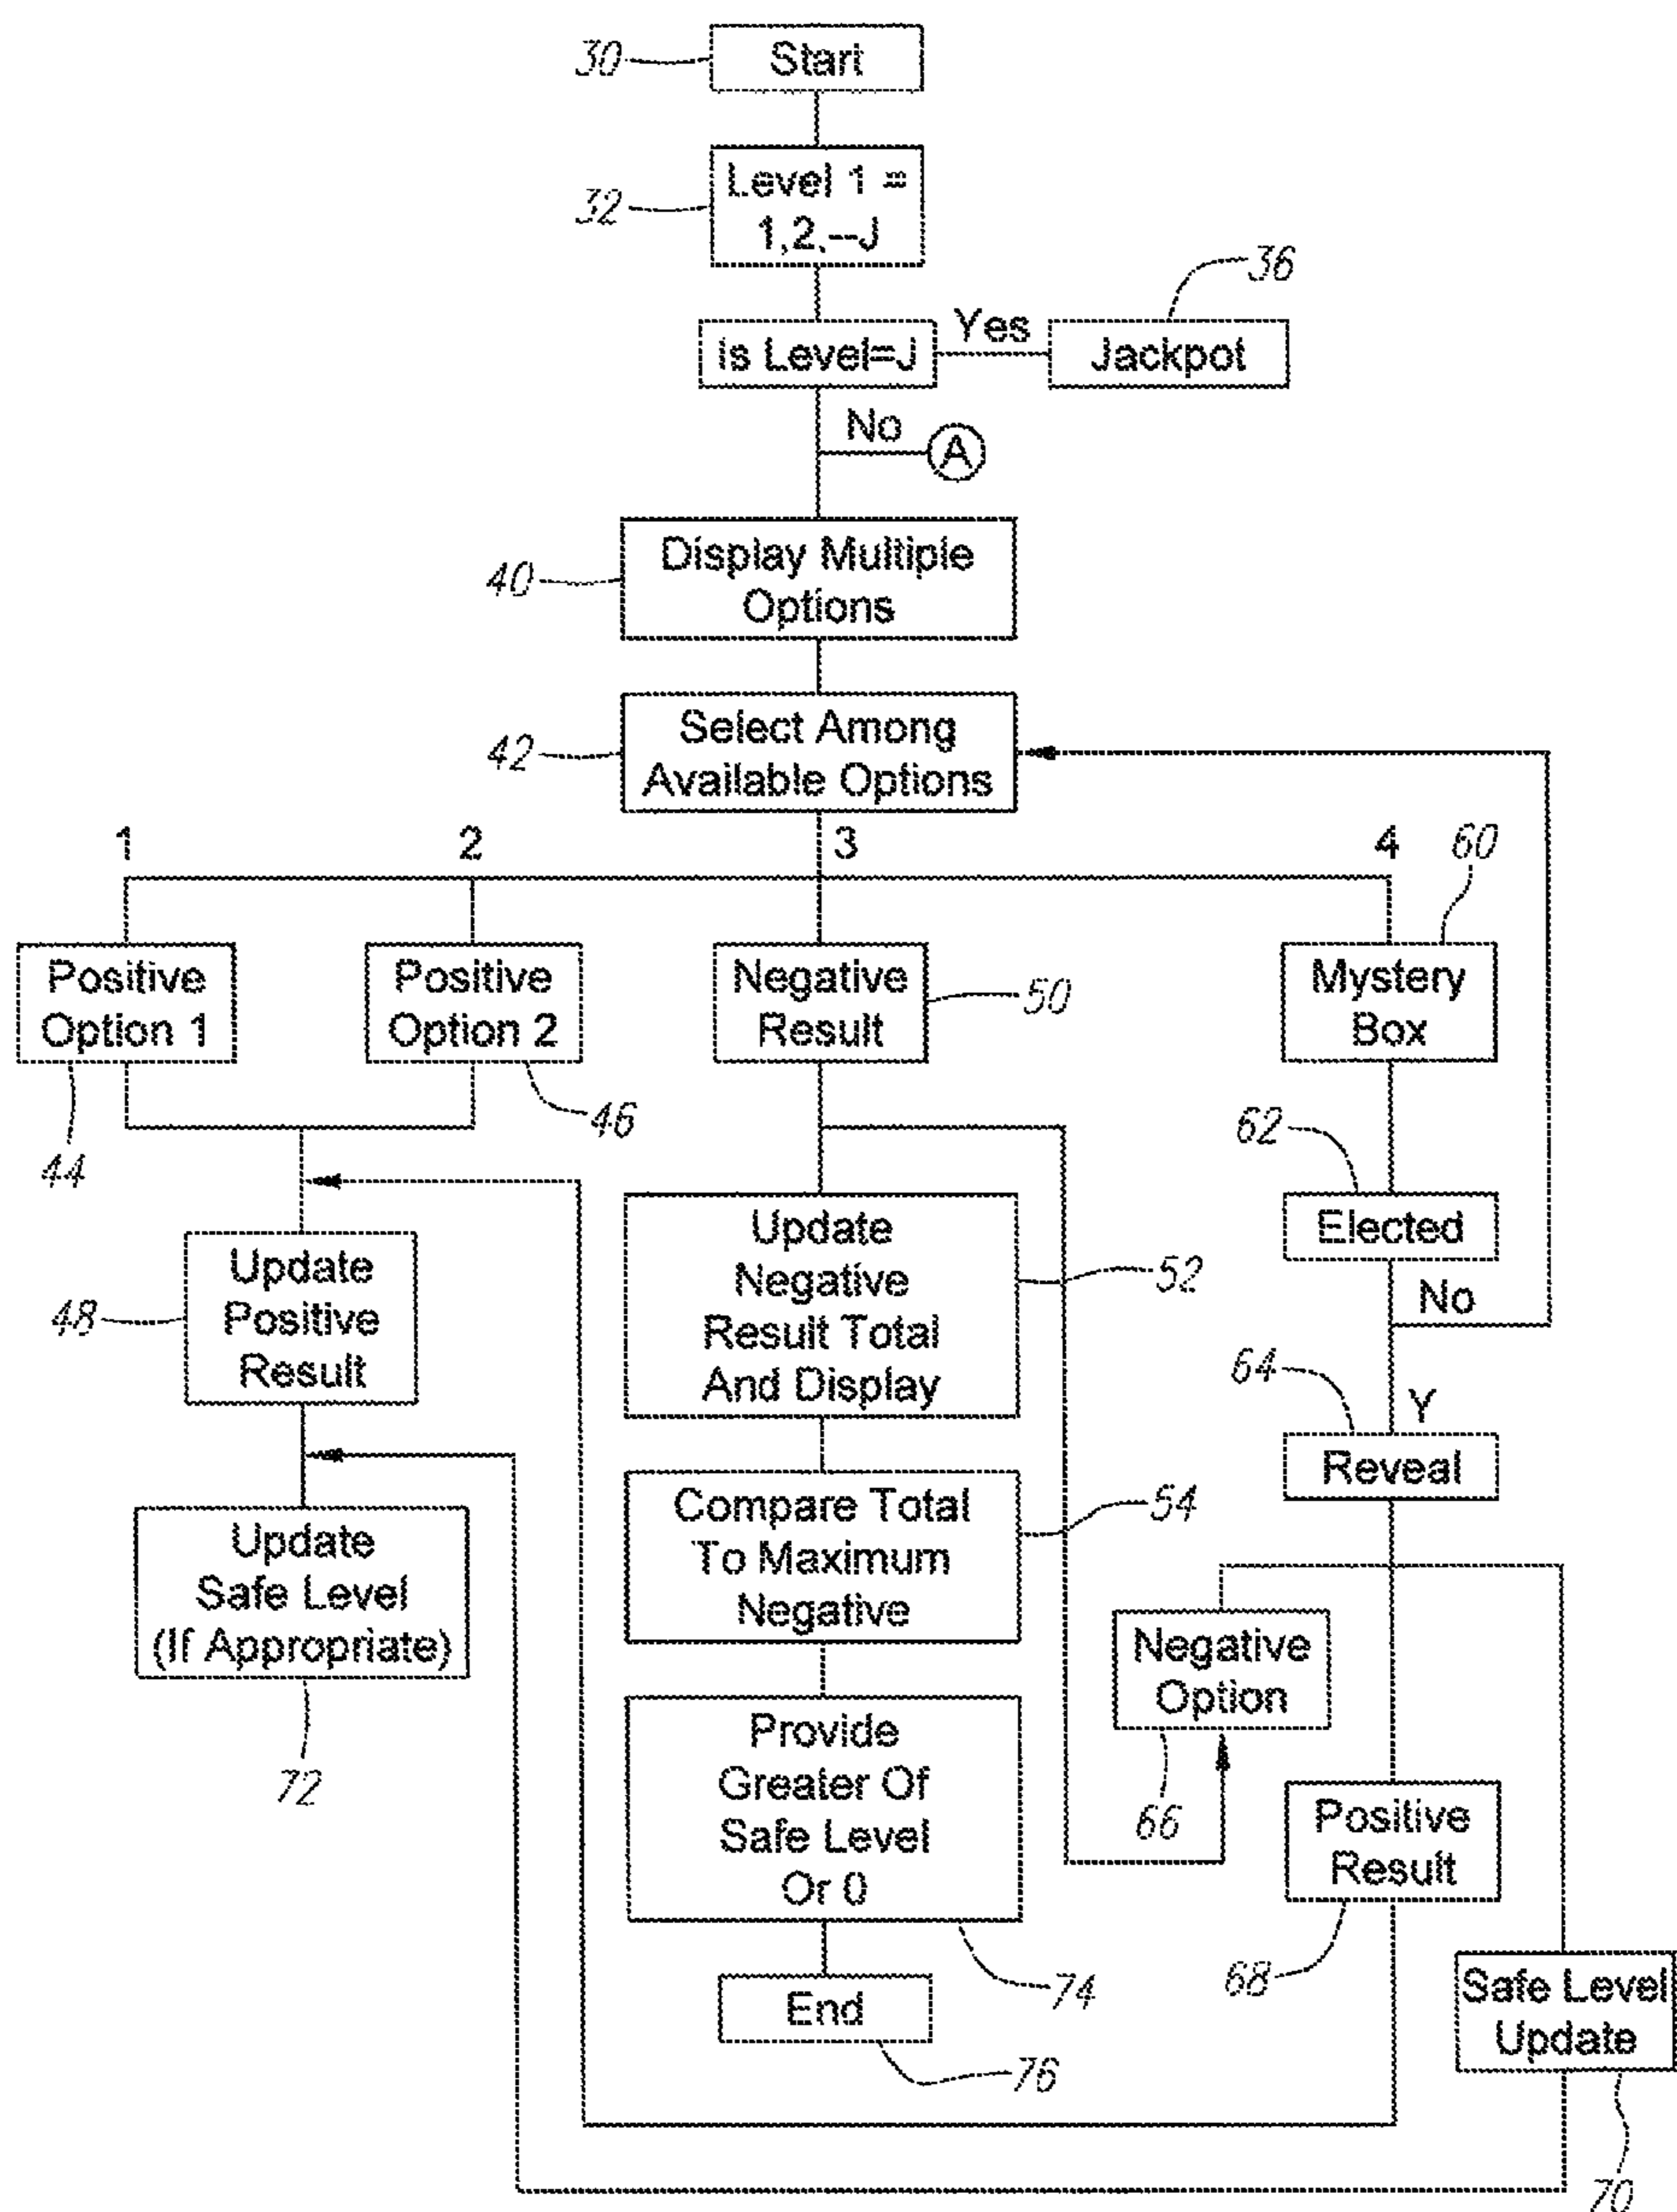 30
Start
32
Level 1 =
1,2,--J
36
is Level=J
Yes
Jackpot
No
A
40
Display Multiple
Options
42
Select Among
Available Options
1
2
3
4
60
Positive
Option 1
Positive
Option 2
Negative
Result
50
Mystery
Box
44
46
62
Elected
No
48
Update
Positive
Result
Update
Negative
Result Total
And Display
52
64
Y
Reveal
Update
Safe Level
(If Appropriate)
72
Compare Total
To Maximum
Negative
54
Negative
Option
66
Provide
Greater Of
Safe Level
Or 0
74
Positive
Result
68
End
76
Safe Level
Update
70